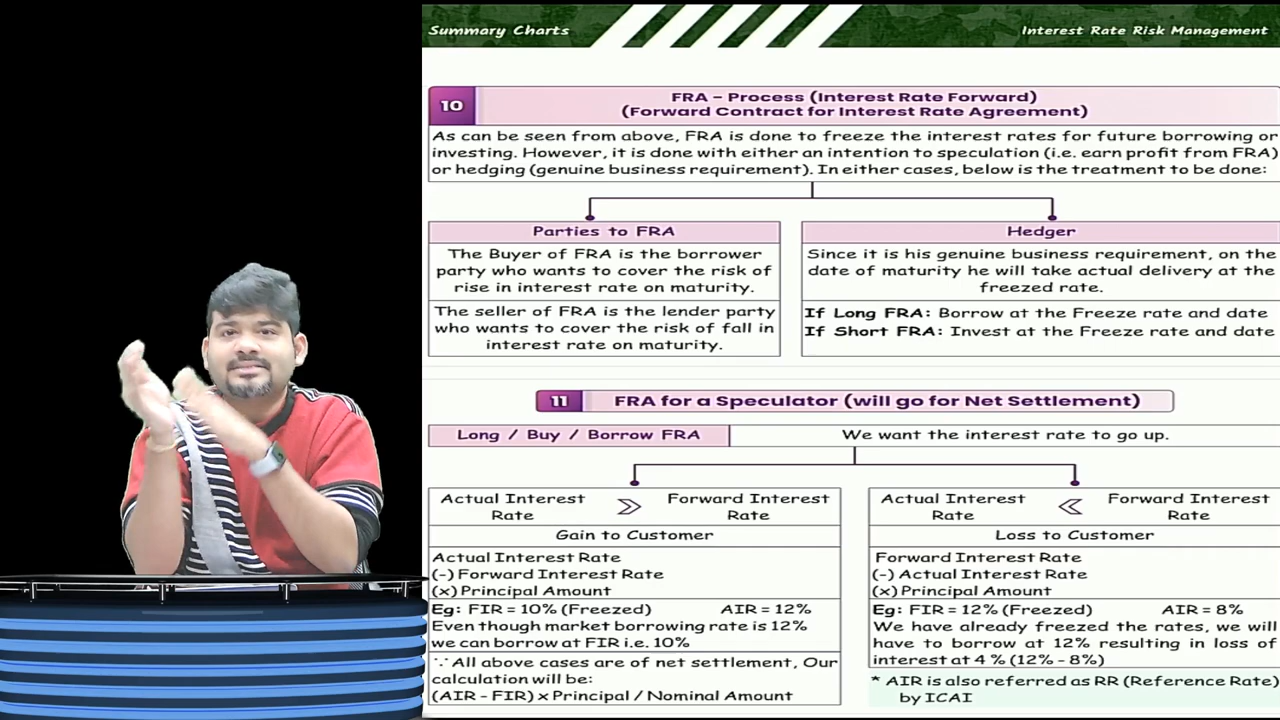 Summary Charts
Interest Rate Risk Management
10
FRA – Process (Interest Rate Forward)
(Forward Contract for Interest Rate Agreement)
As can be seen from above, FRA is done to freeze the interest rates for future borrowing or
investing. However, it is done with either an intention to speculation (i.e. earn profit from FRA)
or hedging (genuine business requirement). In either cases, below is the treatment to be done:
Parties to FRA
The Buyer of FRA is the borrower
party who wants to cover the risk of
rise in interest rate on maturity.
The seller of FRA is the lender party
who wants to cover the risk of fall in
interest rate on maturity.
Hedger
Since it is his genuine business requirement, on the
date of maturity he will take actual delivery at the
freezed rate.
If Long FRA: Borrow at the Freeze rate and date
If Short FRA: Invest at the Freeze rate and date
11
FRA for a Speculator (will go for Net Settlement)
Long / Buy / Borrow FRA
We want the interest rate to go up.
Actual Interest Rate > Forward Interest Rate
Gain to Customer
Actual Interest Rate
(-) Forward Interest Rate
(x) Principal Amount
Eg: FIR = 10% (Freezed) AIR = 12%
Even though market borrowing rate is 12%
we can borrow at FIR i.e. 10%
∵ All above cases are of net settlement, Our
calculation will be:
(AIR - FIR) x Principal / Nominal Amount
Actual Interest Rate < Forward Interest Rate
Loss to Customer
Forward Interest Rate
(-) Actual Interest Rate
(x) Principal Amount
Eg: FIR = 12% (Freezed) AIR = 8%
We have already freezed the rates, we will
have to borrow at 12% resulting in loss of
interest at 4 % (12% - 8%)
* AIR is also referred as RR (Reference Rate)
by ICAI